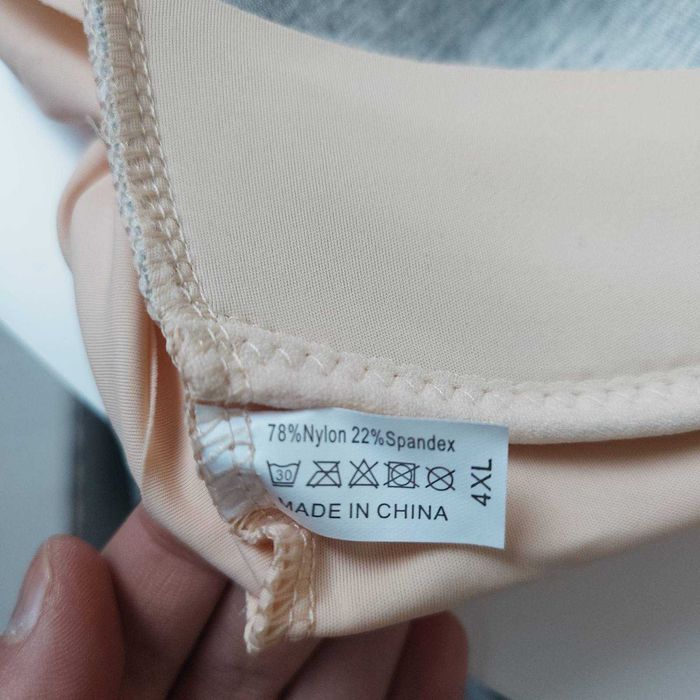 78%Nylon 22%Spandex
30
MADE IN CHINA
4XL